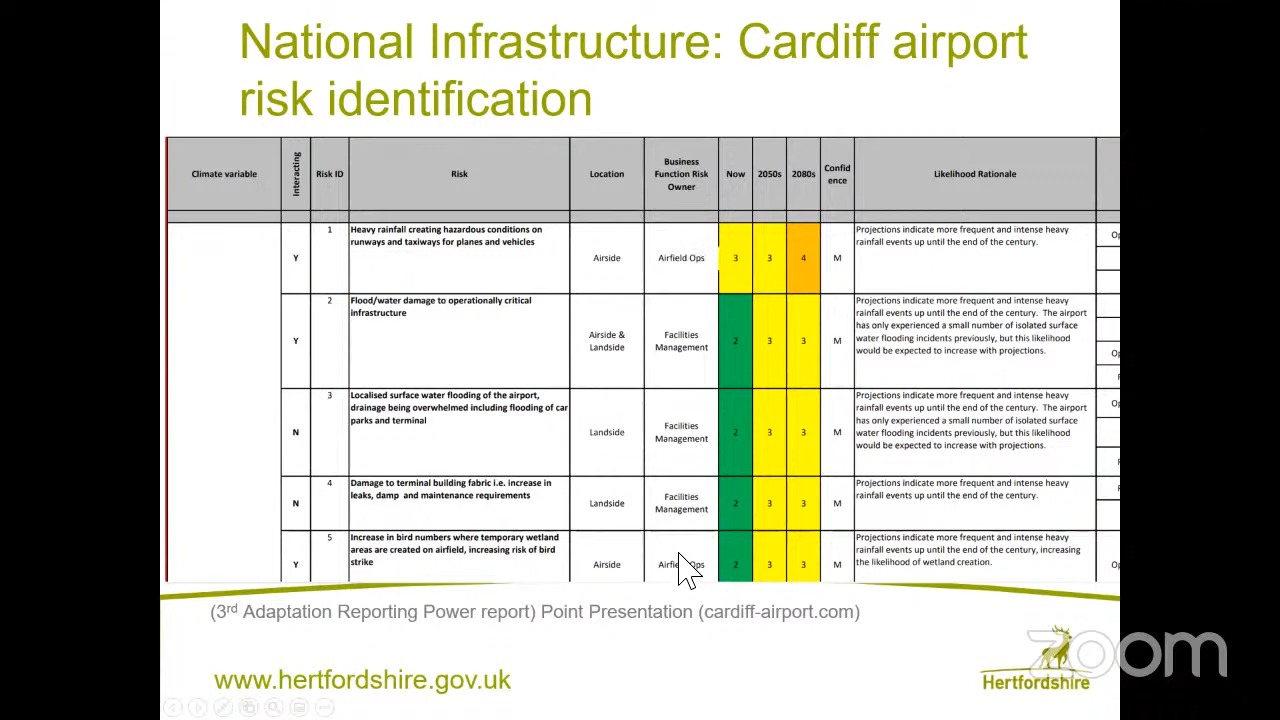 National Infrastructure: Cardiff airport
risk identification
Climate variable
Interacting
Risk ID
Risk
Location
Business
Function Risk
Owner
Now
2050s
2080s
Confid
ence
Likelihood Rationale
Y
1
Heavy rainfall creating hazardous conditions on
runways and taxiways for planes and vehicles
Airside
Airfield Ops
3
3
4
M
Projections indicate more frequent and intense heavy
rainfall events up until the end of the century.
Y
2
Flood/water damage to operationally critical
infrastructure
Airside &
Landside
Facilities
Management
2
3
3
M
Projections indicate more frequent and intense heavy
rainfall events up until the end of the century. The airport
has only experienced a small number of isolated surface
water flooding incidents previously, but this likelihood
would be expected to increase with projections.
N
3
Localised surface water flooding of the airport,
drainage being overwhelmed including flooding of car
parks and terminal
Landside
Facilities
Management
2
3
3
M
Projections indicate more frequent and intense heavy
rainfall events up until the end of the century. The airport
has only experienced a small number of isolated surface
water flooding incidents previously, but this likelihood
would be expected to increase with projections.
N
4
Damage to terminal building fabric i.e. increase in
leaks, damp and maintenance requirements
Landside
Facilities
Management
2
3
3
M
Projections indicate more frequent and intense heavy
rainfall events up until the end of the century.
Y
5
Increase in bird numbers where temporary wetland
areas are created on airfield, increasing risk of bird
strike
Airside
Airfield Ops
2
3
3
M
Projections indicate more frequent and intense heavy
rainfall events up until the end of the century, increasing
the likelihood of wetland creation.
(3rd Adaptation Reporting Power report) Point Presentation (cardiff-airport.com)
www.hertfordshire.gov.uk
Hertfordshire
zoom